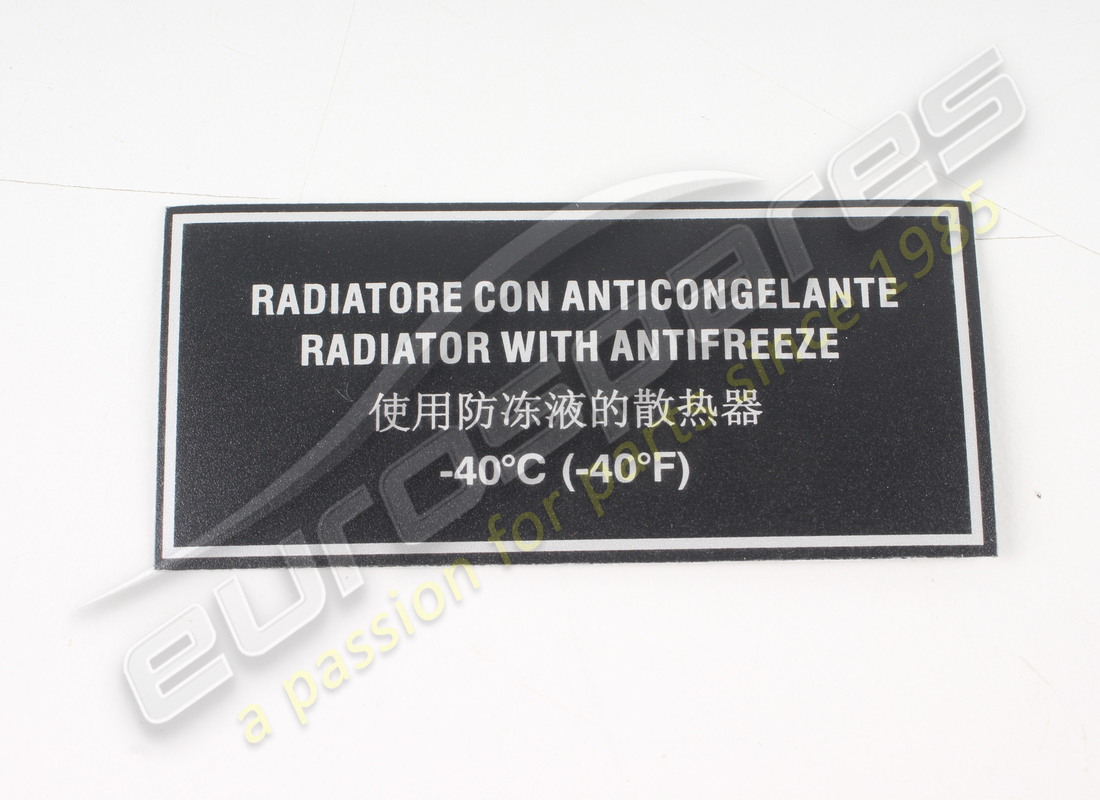 RADIATORE CON ANTICONGELANTE
RADIATOR WITH ANTIFREEZE
使用防冻液的散热器
-40°C (-40°F)
eurospares
a passion for parts since 1985